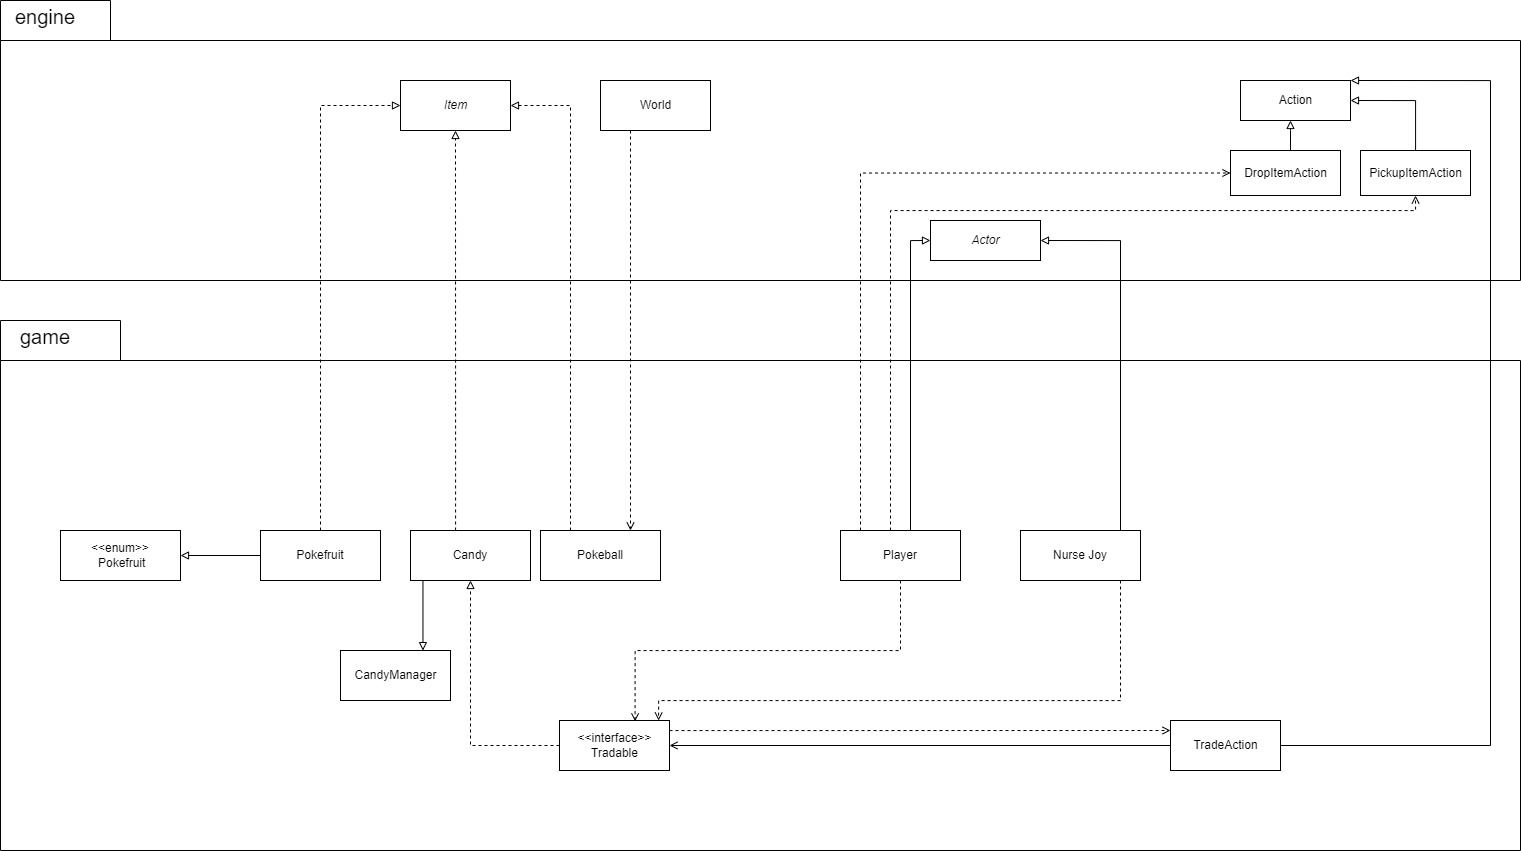 engine
Item
World
Action
DropItemAction
PickupItemAction
Actor
game
<<enum>>
Pokefruit
Pokefruit
Candy
Pokeball
Player
Nurse Joy
CandyManager
<<interface>>
Tradable
TradeAction